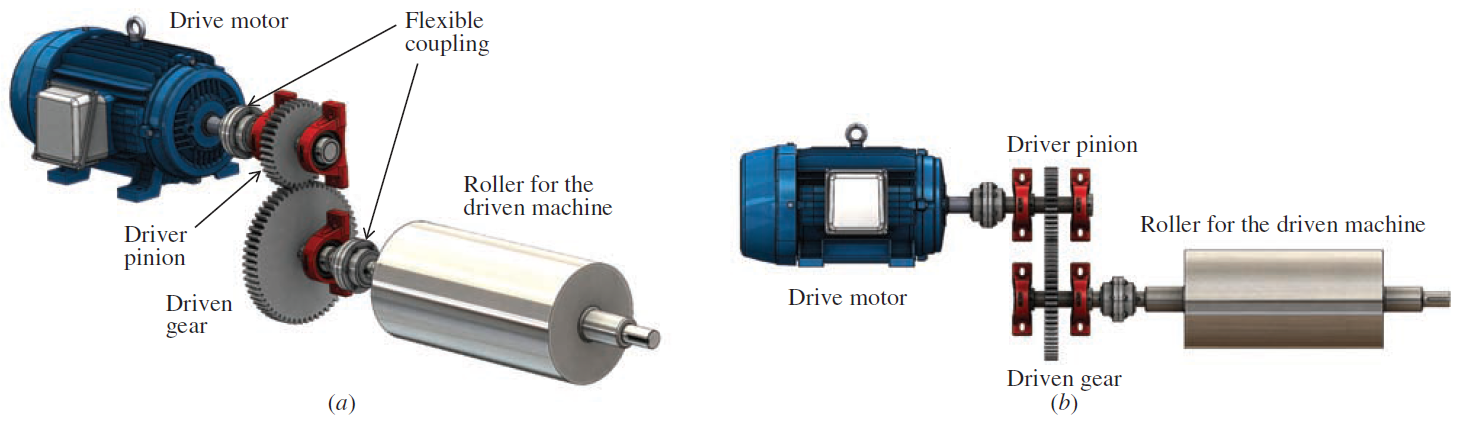 Drive motor
Flexible
coupling
Roller for the
driven machine
Driver
pinion
Driven
gear
(a)
Driver pinion
Roller for the driven machine
Drive motor
Driven gear
(b)